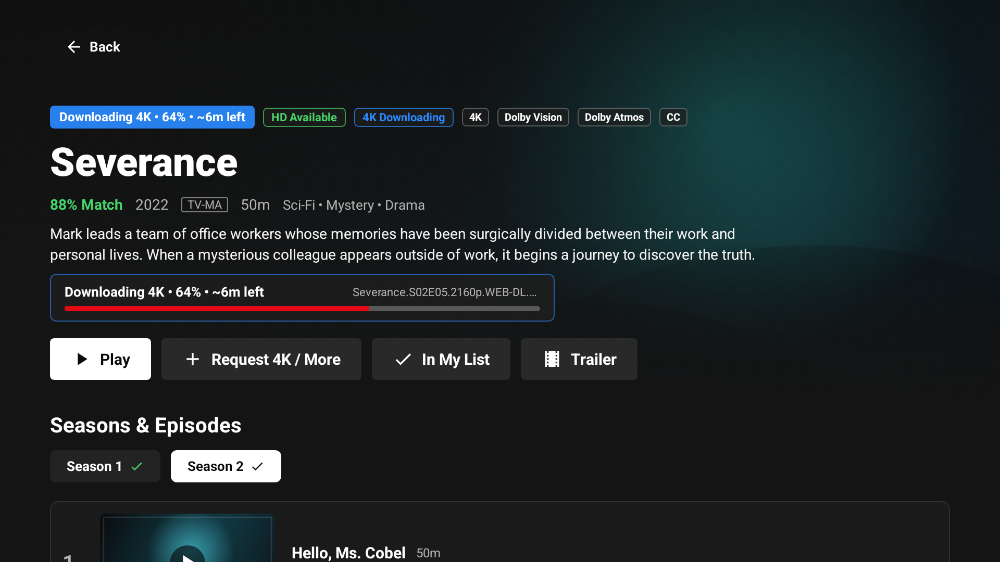 Back
Downloading 4K • 64% • ~6m left HD Available 4K Downloading 4K Dolby Vision Dolby Atmos CC
Severance
88% Match 2022 TV-MA 50m Sci-Fi • Mystery • Drama
Mark leads a team of office workers whose memories have been surgically divided between their work and
personal lives. When a mysterious colleague appears outside of work, it begins a journey to discover the truth.
Downloading 4K • 64% • ~6m left Severance.S02E05.2160p.WEB-DL....
Play Request 4K / More In My List Trailer
Seasons & Episodes
Season 1 Season 2
1 Hello, Ms. Cobel 50m